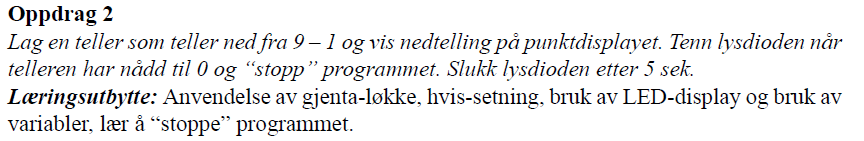 Oppdrag 2
Lag en teller som teller ned fra 9 – 1 og vis nedtelling på punktdisplayet. Tenn lysdioden når
telleren har nådd til 0 og “stopp” programmet. Slukk lysdioden etter 5 sek.
Læringsutbytte: Anvendelse av gjenta-løkke, hvis-setning, bruk av LED-display og bruk av
variabler, lær å “stoppe” programmet.